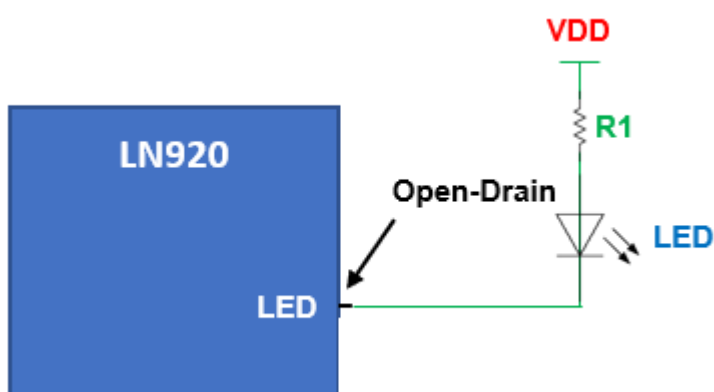 VDD
R1
LN920
Open-Drain
LED
LED